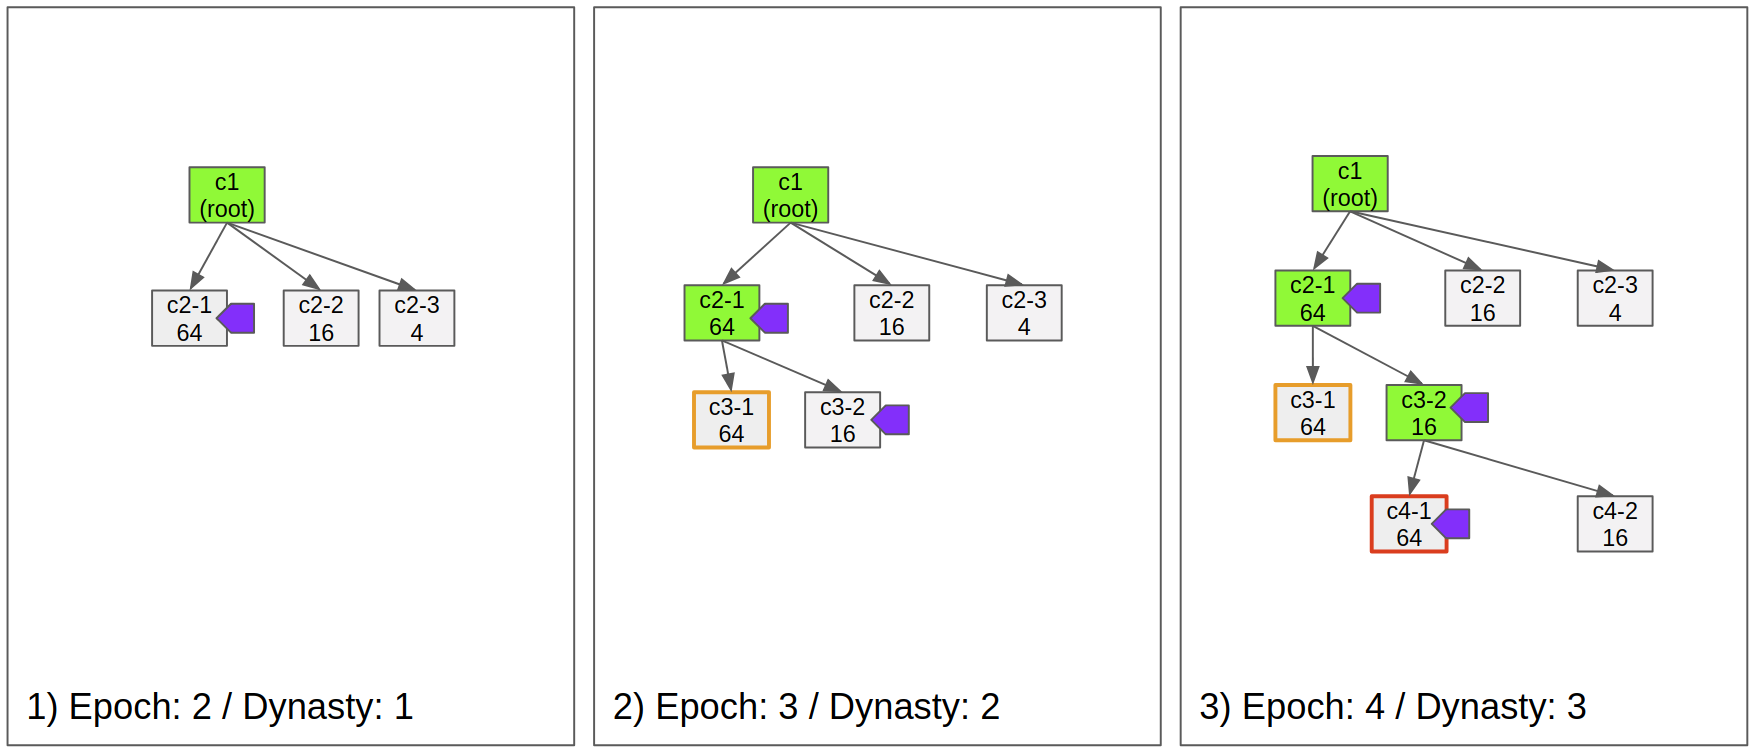 c1
(root)
c2-1
64
c2-2
16
c2-3
4
1) Epoch: 2 / Dynasty: 1
c1
(root)
c2-1
64
c2-2
16
c2-3
4
c3-1
64
c3-2
16
2) Epoch: 3 / Dynasty: 2
c1
(root)
c2-1
64
c2-2
16
c2-3
4
c3-1
64
c3-2
16
c4-1
64
c4-2
16
3) Epoch: 4 / Dynasty: 3